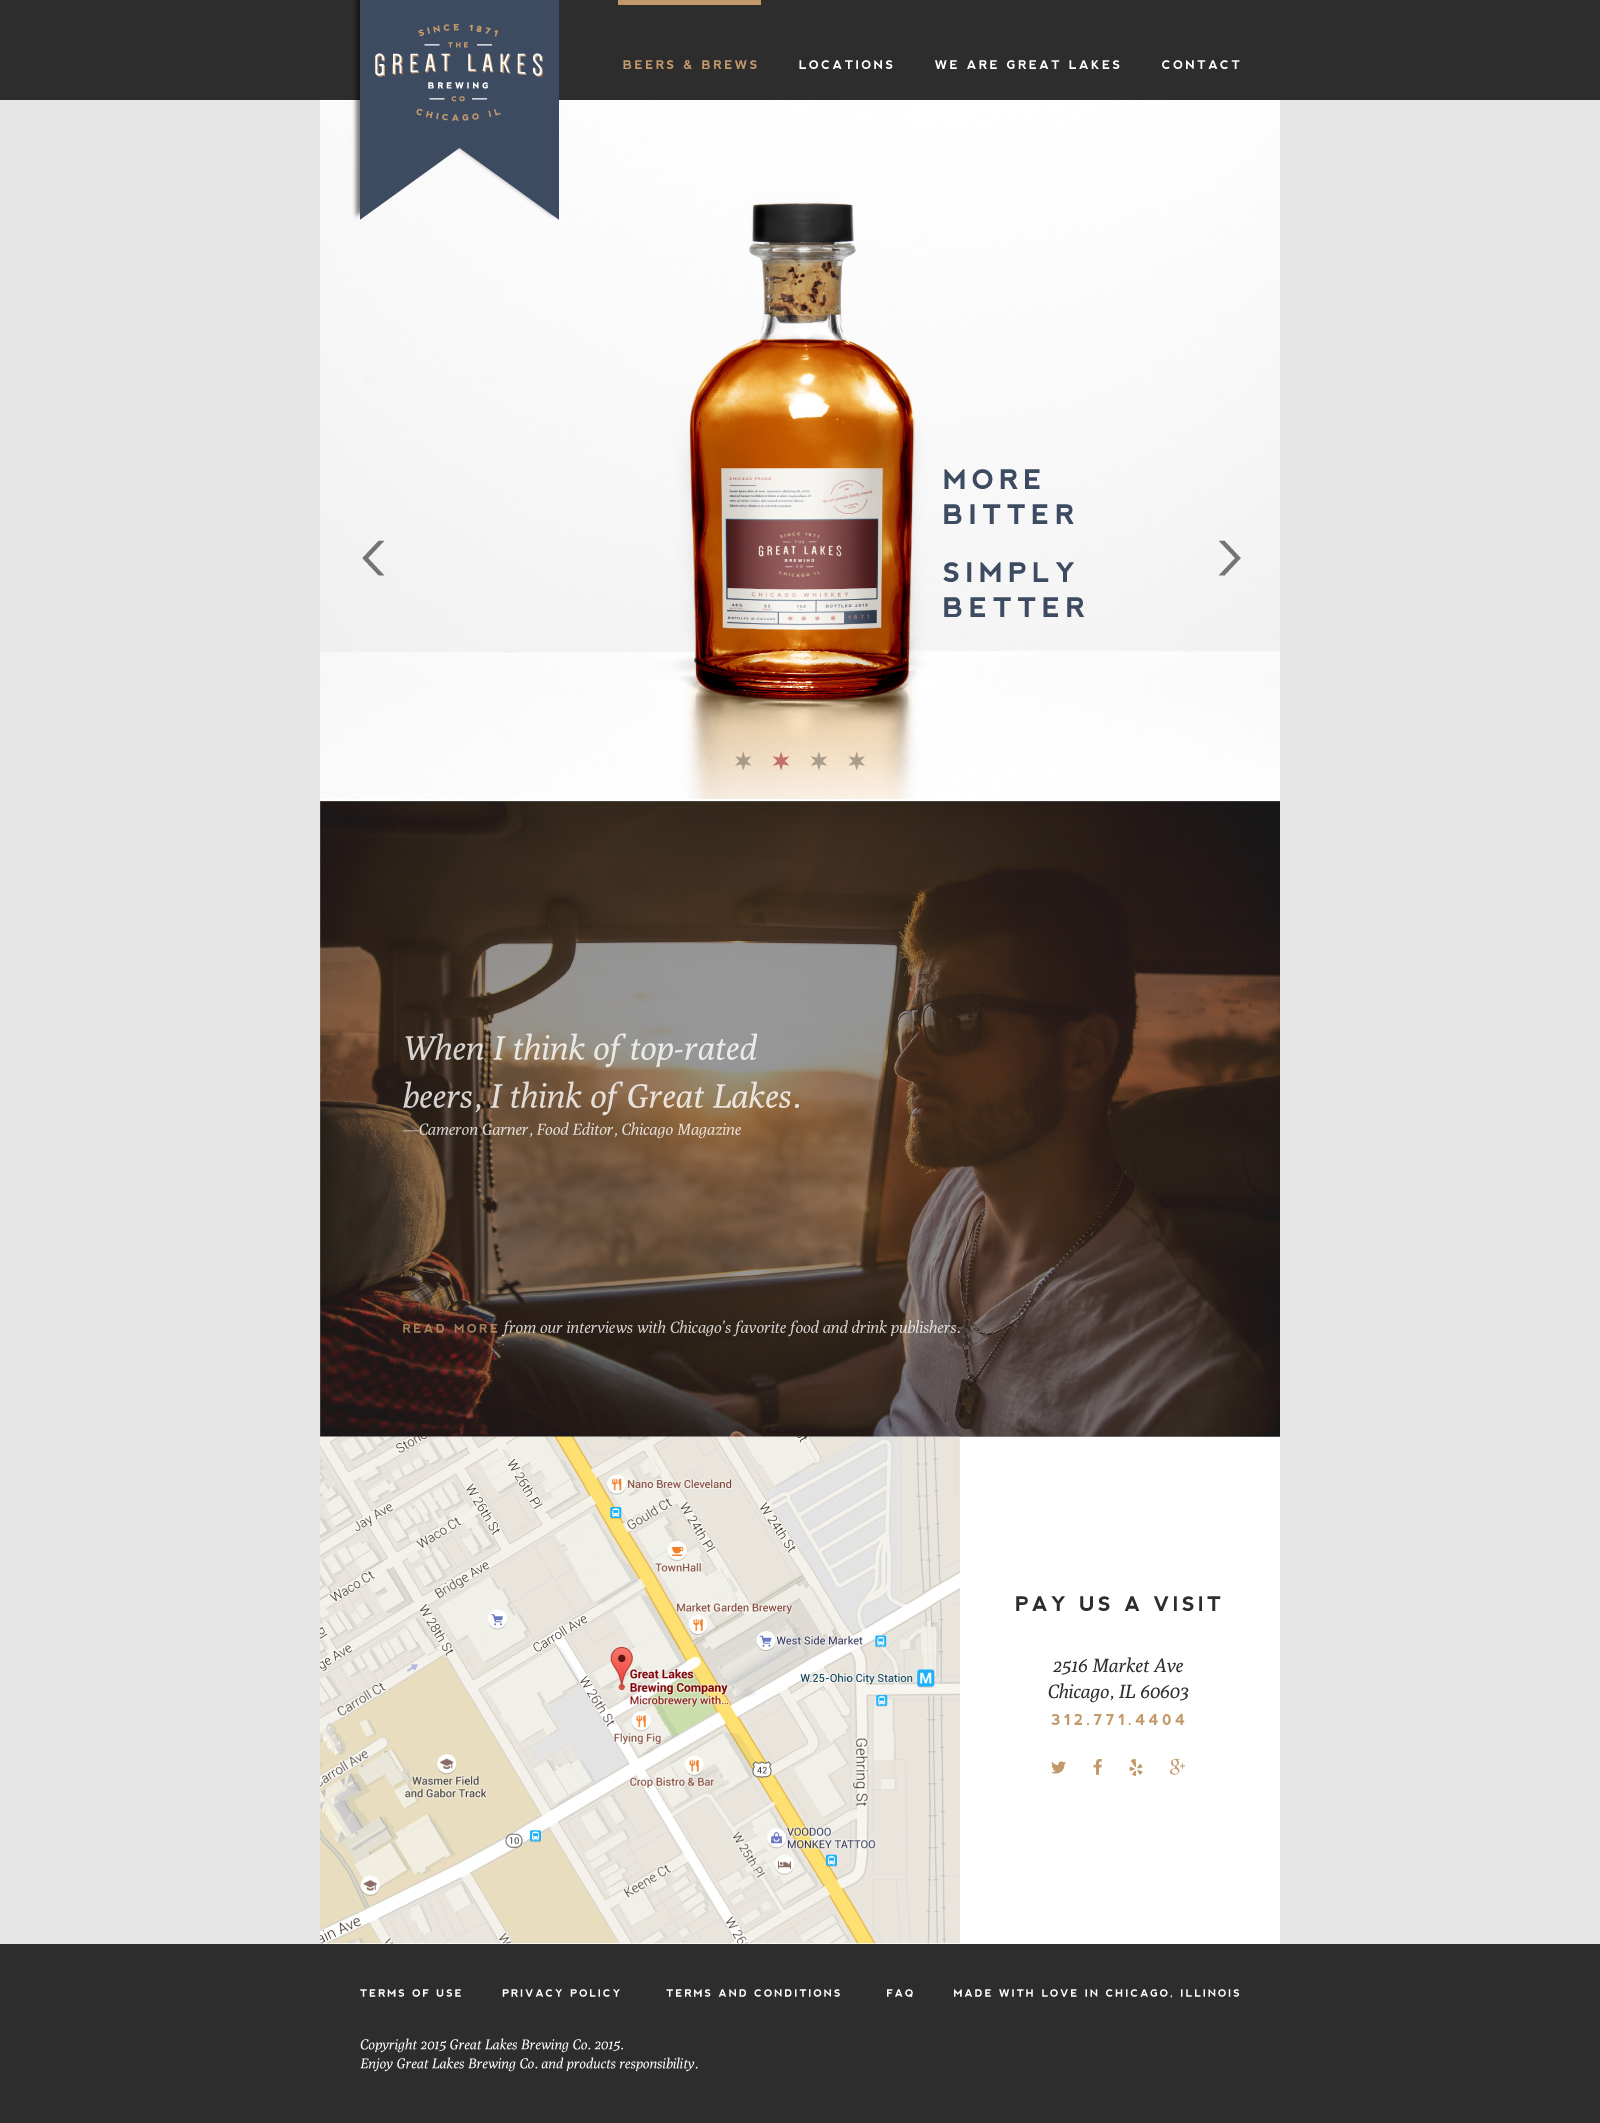 SINCE 1871
THE
GREAT LAKES
BREWING
CO
CHICAGO IL
BEERS & BREWS
LOCATIONS
WE ARE GREAT LAKES
CONTACT
CHICAGO PROUD
SINCE 1871
THE
GREAT LAKES
BREWING
CO
CHICAGO IL
CHICAGO WHISKEY
BOTTLED 2015
DISTILLED IN CHICAGO
1871
MORE
BITTER
SIMPLY
BETTER
When I think of top-rated
beers, I think of Great Lakes.
—Cameron Garner, Food Editor, Chicago Magazine
READ MORE from our interviews with Chicago's favorite food and drink publishers.
Jay Ave
W 26th St
W 26th Pl
Waco Ct
Waco Ct
Bridge Ave
W 28th St
Carroll Ave
Carroll Ct
Nano Brew Cleveland
Gould Ct
W 24th Pl
W 24th St
TownHall
Market Garden Brewery
West Side Market
W.25-Ohio City Station
M
Great Lakes
Brewing Company
Microbrewery with...
W 26th St
Flying Fig
Crop Bistro & Bar
42
Gehring St
Wasmer Field
and Gabor Track
10
VOODOO
MONKEY TATTOO
W 25th Pl
Keene Ct
W 26
ain Ave
PAY US A VISIT
2516 Market Ave
Chicago, IL 60603
312.771.4404
TERMS OF USE
PRIVACY POLICY
TERMS AND CONDITIONS
FAQ
MADE WITH LOVE IN CHICAGO, ILLINOIS
Copyright 2015 Great Lakes Brewing Co. 2015.
Enjoy Great Lakes Brewing Co. and products responsibility.